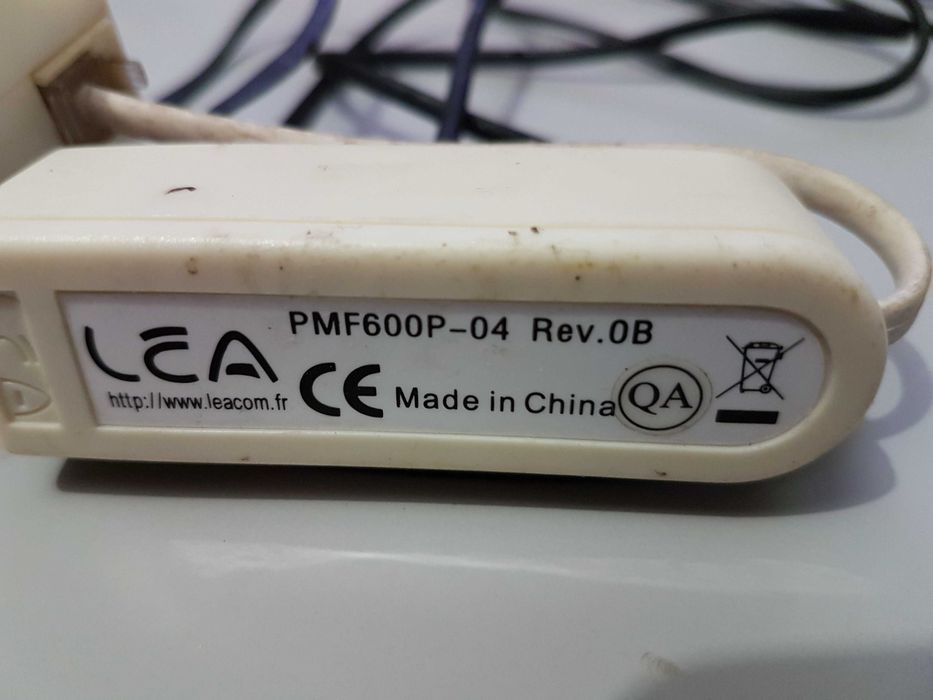 LEA
http://www.leacom.fr
PMF600P-04 Rev.0B
CE Made in China
QA